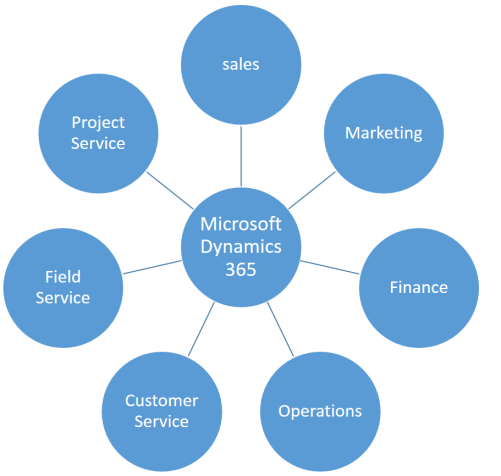 sales
Project
Service
Marketing
Microsoft
Dynamics
365
Field
Service
Finance
Customer
Service
Operations